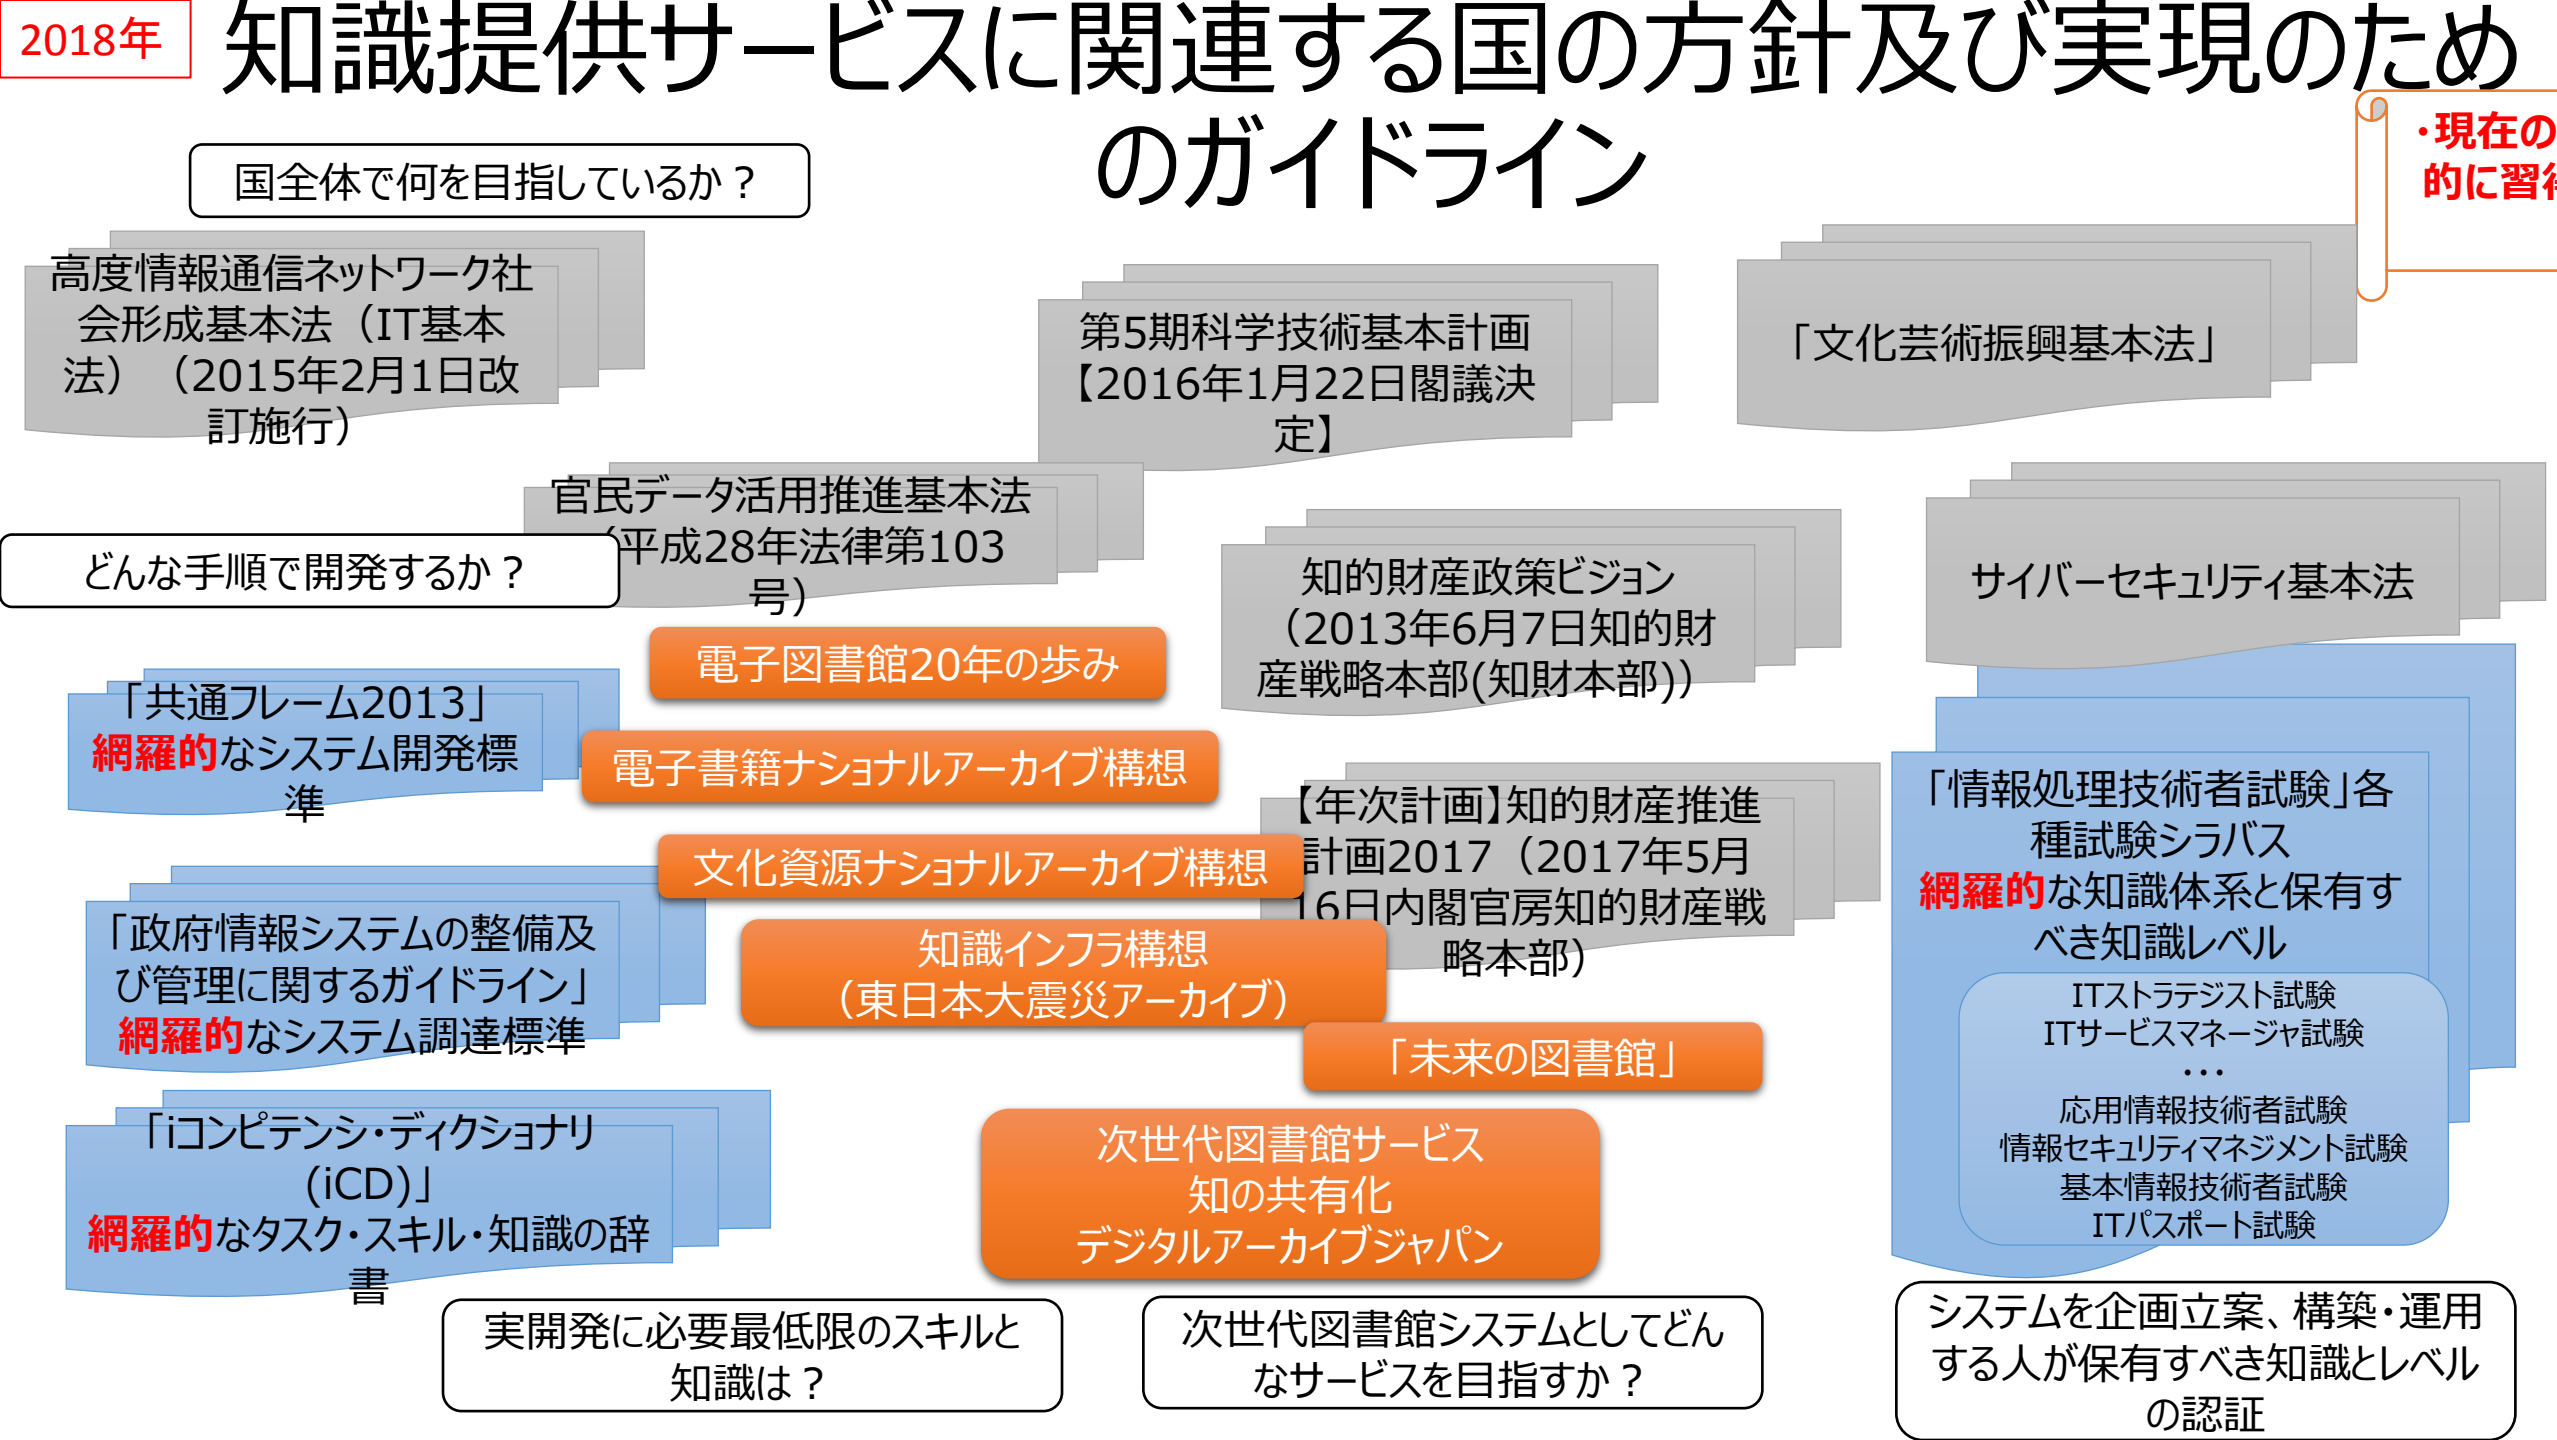 2018年
知識提供サービスに関連する国の方針及び実現のため
のガイドライン
・現在の
的に習
国全体で何を目指しているか？
高度情報通信ネットワーク社
会形成基本法（IT基本
法）（2015年2月1日改
訂施行）
第5期科学技術基本計画
【2016年1月22日閣議決
定】
「文化芸術振興基本法」
官民データ活用推進基本法
（平成28年法律第103
号）
どんな手順で開発するか？
知的財産政策ビジョン
（2013年6月7日知的財
産戦略本部(知財本部)）
サイバーセキュリティ基本法
電子図書館20年の歩み
「共通フレーム2013」
網羅的なシステム開発標
準
電子書籍ナショナルアーカイブ構想
【年次計画】知的財産推進
計画2017（2017年5月
16日内閣官房知的財産戦
略本部）
「情報処理技術者試験」各
種試験シラバス
網羅的な知識体系と保有す
べき知識レベル
文化資源ナショナルアーカイブ構想
「政府情報システムの整備及
び管理に関するガイドライン」
網羅的なシステム調達標準
知識インフラ構想
（東日本大震災アーカイブ）
ITストラテジスト試験
ITサービスマネージャ試験
・・・
応用情報技術者試験
情報セキュリティマネジメント試験
基本情報技術者試験
ITパスポート試験
「未来の図書館」
「iコンピテンシ・ディクショナリ
(iCD)」
網羅的なタスク・スキル・知識の辞
書
次世代図書館サービス
知の共有化
デジタルアーカイブジャパン
実開発に必要最低限のスキルと
知識は？
次世代図書館システムとしてどん
なサービスを目指すか？
システムを企画立案、構築・運用
する人が保有すべき知識とレベル
の認証